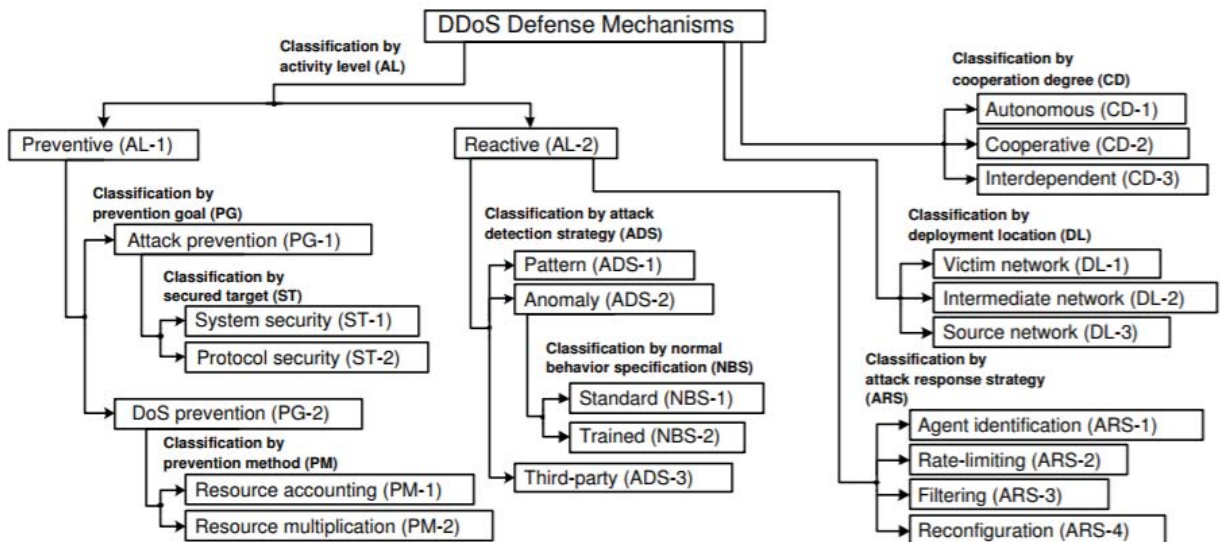 DDoS Defense Mechanisms
Classification by
activity level (AL)
Preventive (AL-1)
Classification by
prevention goal (PG)
Attack prevention (PG-1)
Classification by
secured target (ST)
System security (ST-1)
Protocol security (ST-2)
DoS prevention (PG-2)
Classification by
prevention method (PM)
Resource accounting (PM-1)
Resource multiplication (PM-2)
Reactive (AL-2)
Classification by attack
detection strategy (ADS)
Pattern (ADS-1)
Anomaly (ADS-2)
Classification by normal
behavior specification (NBS)
Standard (NBS-1)
Trained (NBS-2)
Third-party (ADS-3)
Classification by
cooperation degree (CD)
Autonomous (CD-1)
Cooperative (CD-2)
Interdependent (CD-3)
Classification by
deployment location (DL)
Victim network (DL-1)
Intermediate network (DL-2)
Source network (DL-3)
Classification by
attack response strategy
(ARS)
Agent identification (ARS-1)
Rate-limiting (ARS-2)
Filtering (ARS-3)
Reconfiguration (ARS-4)